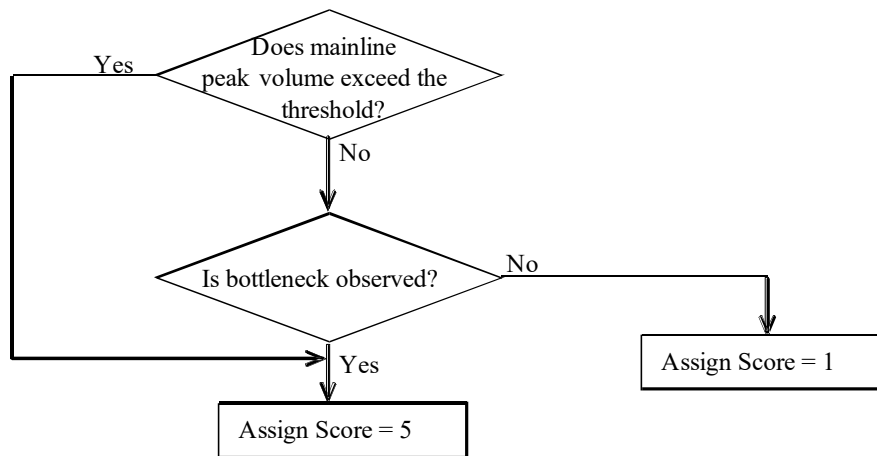 Does mainline
Yes
peak volume exceed the
threshold?
No
Is bottleneck observed?
No
Yes
Assign Score = 1
Assign Score = 5